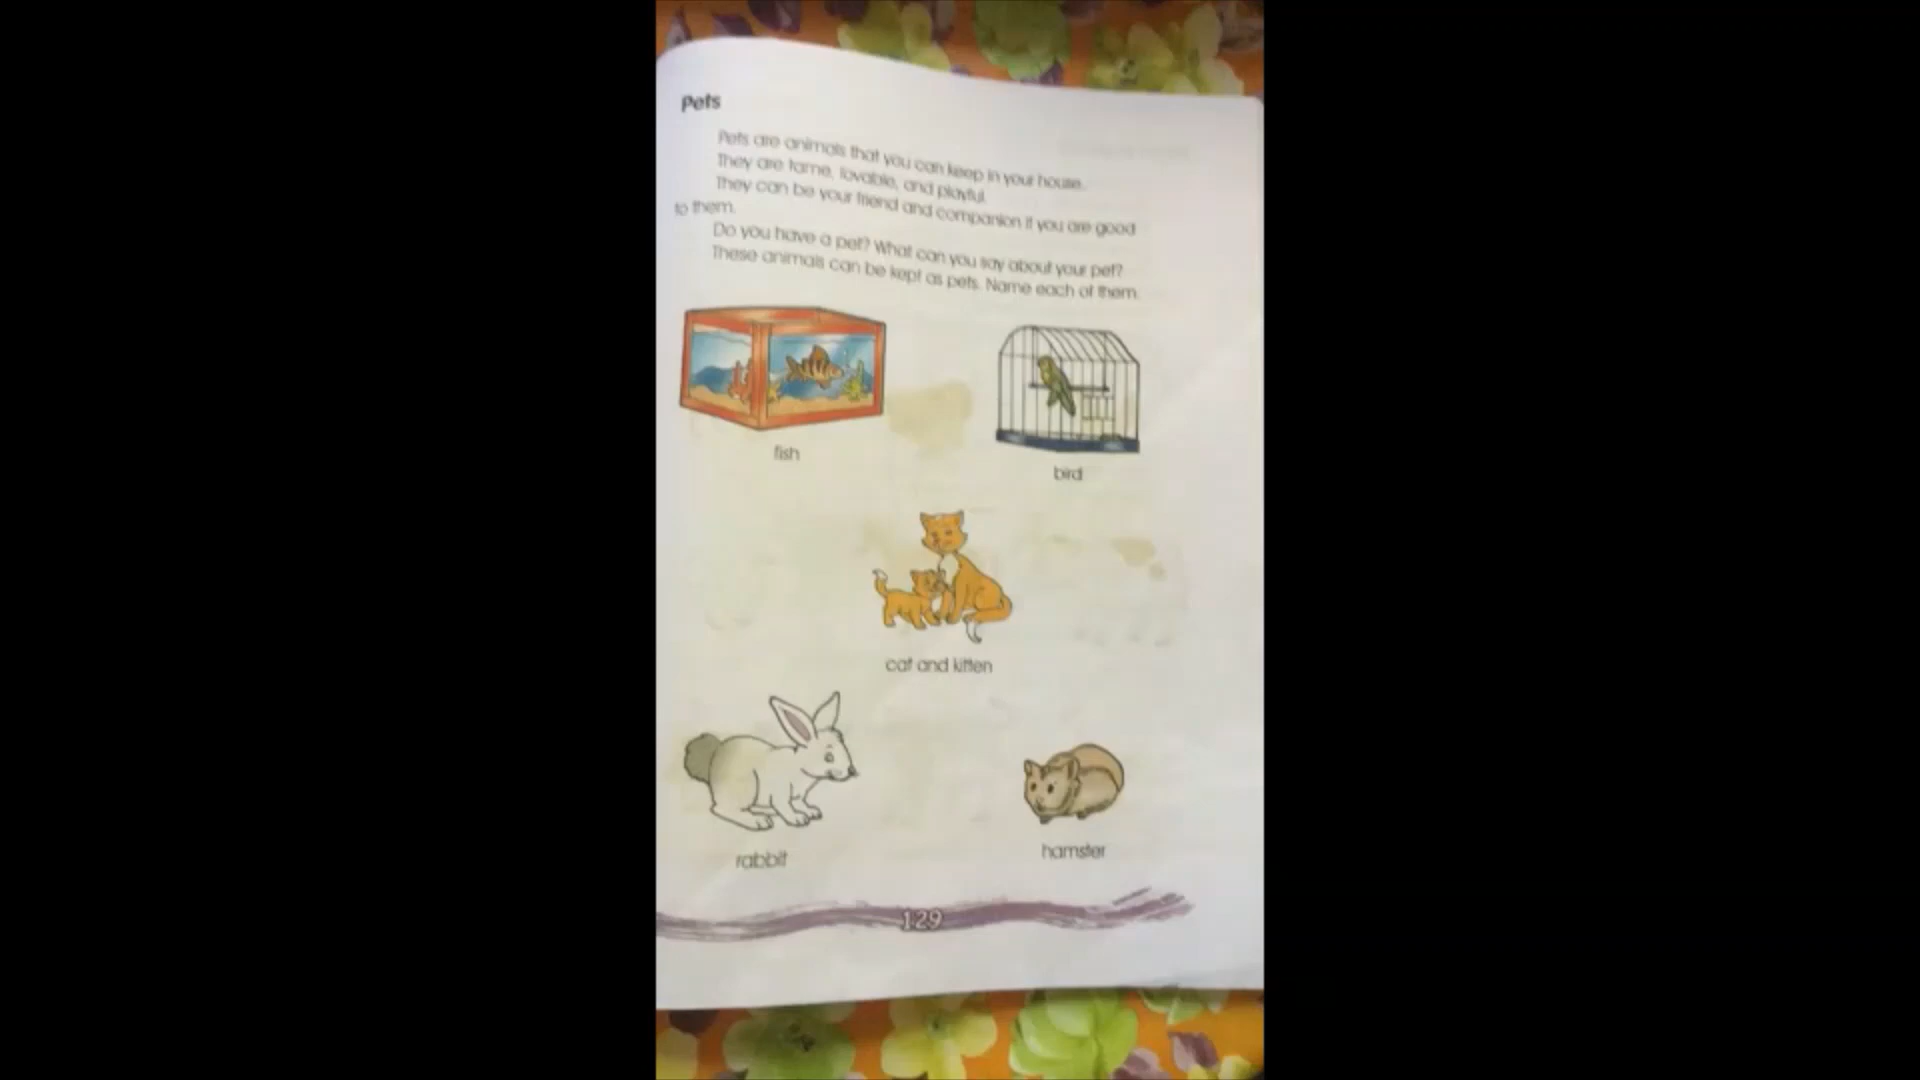 Pets
Pets are animals that you can keep in your house.
They are tame, lovable, and playful.
They can be your friend and companion if you are good
to them.
Do you have a pet? What can you say about your pet?
These animals can be kept as pets. Name each of them.
fish
bird
cat and kitten
rabbit
hamster
129